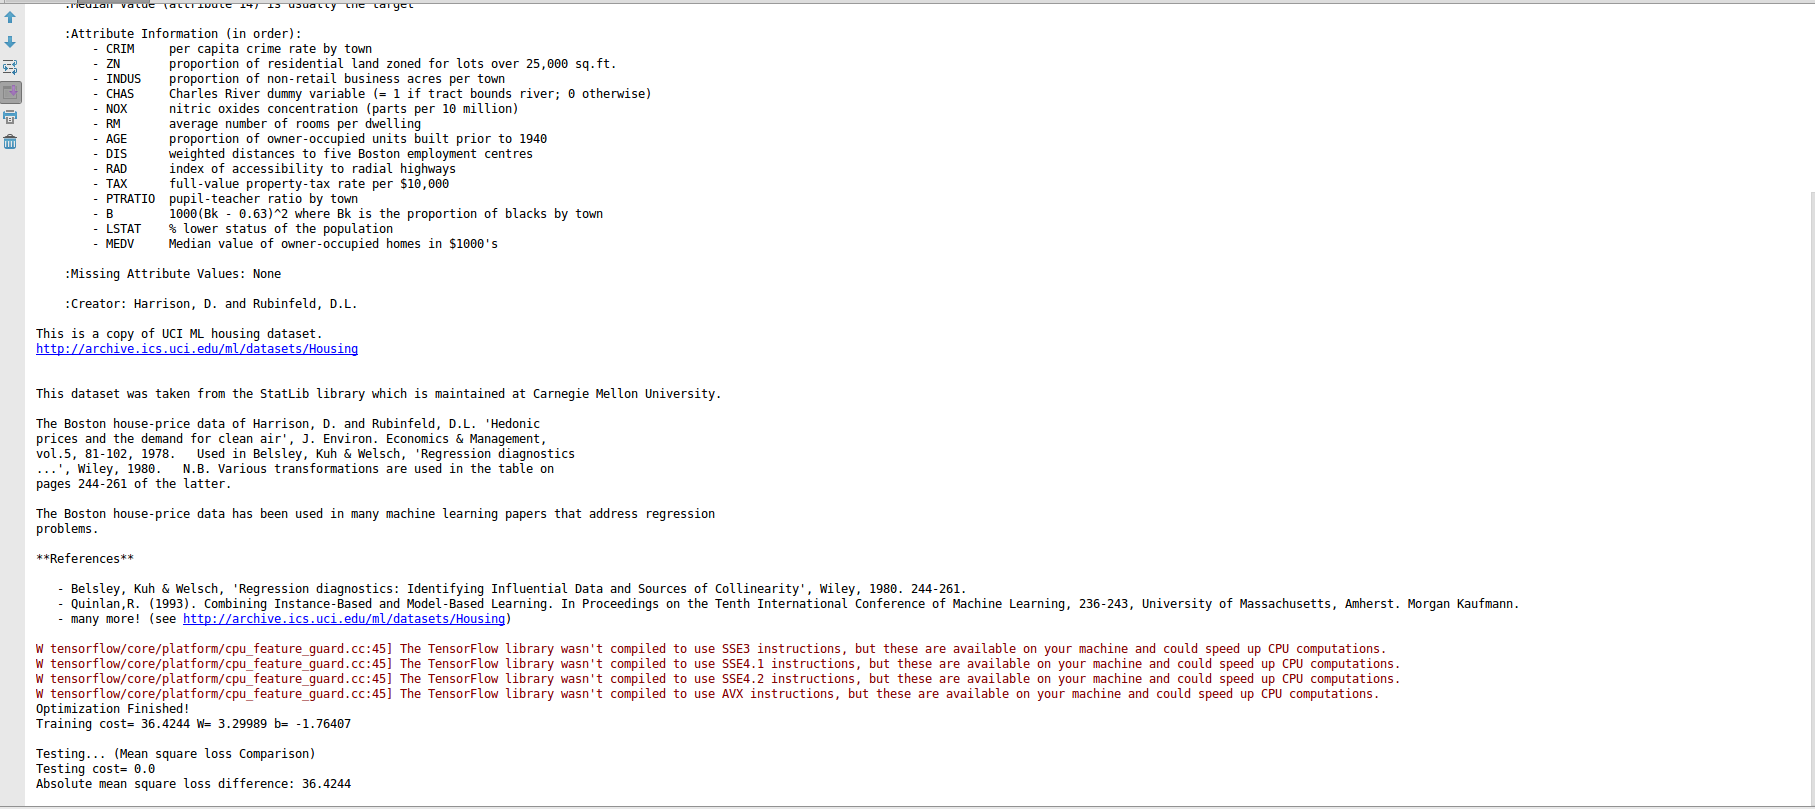 :Median Value (attribute 14) is usually the target
:Attribute Information (in order):
- CRIM     per capita crime rate by town
- ZN       proportion of residential land zoned for lots over 25,000 sq.ft.
- INDUS    proportion of non-retail business acres per town
- CHAS     Charles River dummy variable (= 1 if tract bounds river; 0 otherwise)
- NOX      nitric oxides concentration (parts per 10 million)
- RM       average number of rooms per dwelling
- AGE      proportion of owner-occupied units built prior to 1940
- DIS      weighted distances to five Boston employment centres
- RAD      index of accessibility to radial highways
- TAX      full-value property-tax rate per $10,000
- PTRATIO  pupil-teacher ratio by town
- B        1000(Bk - 0.63)^2 where Bk is the proportion of blacks by town
- LSTAT    % lower status of the population
- MEDV     Median value of owner-occupied homes in $1000's
:Missing Attribute Values: None
:Creator: Harrison, D. and Rubinfeld, D.L.
This is a copy of UCI ML housing dataset.
http://archive.ics.uci.edu/ml/datasets/Housing
This dataset was taken from the StatLib library which is maintained at Carnegie Mellon University.
The Boston house-price data of Harrison, D. and Rubinfeld, D.L. 'Hedonic
prices and the demand for clean air', J. Environ. Economics & Management,
vol.5, 81-102, 1978.   Used in Belsley, Kuh & Welsch, 'Regression diagnostics
...', Wiley, 1980.   N.B. Various transformations are used in the table on
pages 244-261 of the latter.
The Boston house-price data has been used in many machine learning papers that address regression
problems.
**References**
- Belsley, Kuh & Welsch, 'Regression diagnostics: Identifying Influential Data and Sources of Collinearity', Wiley, 1980. 244-261.
- Quinlan,R. (1993). Combining Instance-Based and Model-Based Learning. In Proceedings on the Tenth International Conference of Machine Learning, 236-243, University of Massachusetts, Amherst. Morgan Kaufmann.
- many more! (see http://archive.ics.uci.edu/ml/datasets/Housing)
W tensorflow/core/platform/cpu_feature_guard.cc:45] The TensorFlow library wasn't compiled to use SSE3 instructions, but these are available on your machine and could speed up CPU computations.
W tensorflow/core/platform/cpu_feature_guard.cc:45] The TensorFlow library wasn't compiled to use SSE4.1 instructions, but these are available on your machine and could speed up CPU computations.
W tensorflow/core/platform/cpu_feature_guard.cc:45] The TensorFlow library wasn't compiled to use SSE4.2 instructions, but these are available on your machine and could speed up CPU computations.
W tensorflow/core/platform/cpu_feature_guard.cc:45] The TensorFlow library wasn't compiled to use AVX instructions, but these are available on your machine and could speed up CPU computations.
Optimization Finished!
Training cost= 36.4244 W= 3.29989 b= -1.76407
Testing... (Mean square loss Comparison)
Testing cost= 0.0
Absolute mean square loss difference: 36.4244